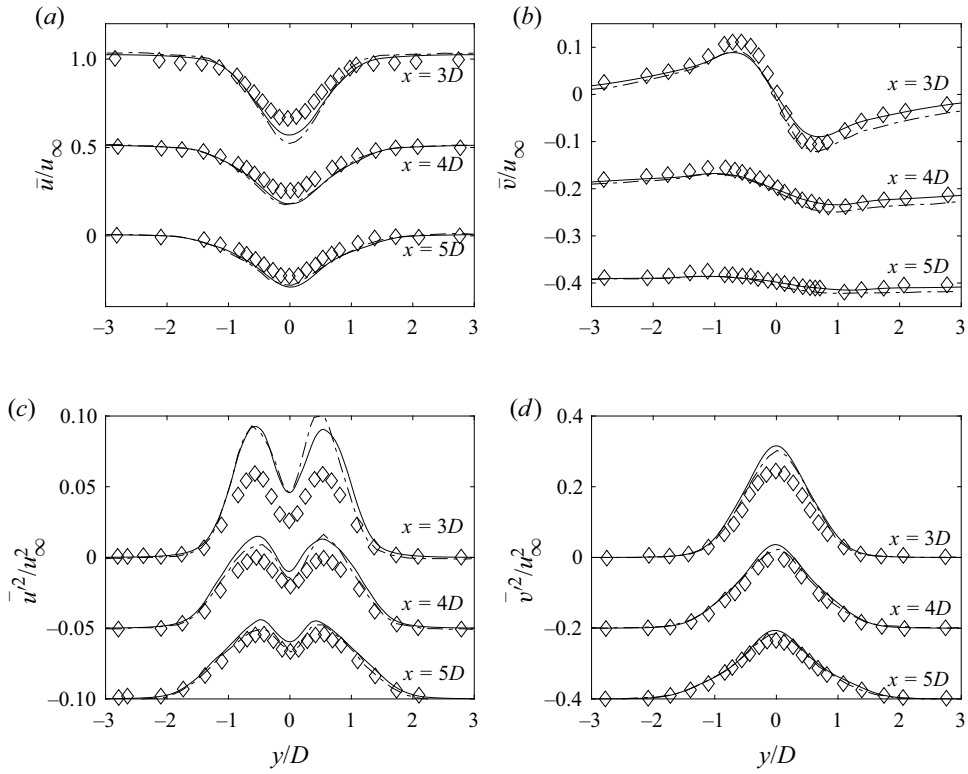 (a)
1.0
0.5
0
ū/u∞
x = 3D
x = 4D
x = 5D
–3 –2 –1 0 1 2 3
(b)
0.1
0
–0.1
–0.2
–0.3
–0.4
v̄/u∞
x = 3D
x = 4D
x = 5D
–3 –2 –1 0 1 2 3
(c)
0.10
0.05
0
–0.05
–0.10
u̅′²/u²∞
x = 3D
x = 4D
x = 5D
–3 –2 –1 0 1 2 3
y/D
(d)
0.4
0.2
0
–0.2
–0.4
v̅′²/u²∞
x = 3D
x = 4D
x = 5D
–3 –2 –1 0 1 2 3
y/D